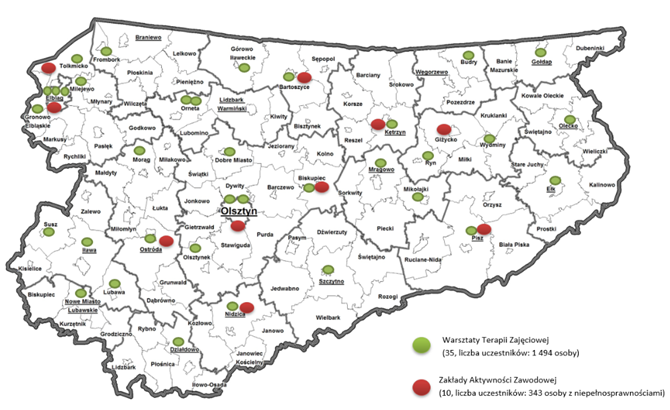 Braniewo
Frombork
Tolkmicko
Lelkowo
Płoskinia
Pieniężno
Górowo
Iławeckie
Sępopol
Bartoszyce
Barciany
Srokowo
Węgorzewo
Budry
Banie
Mazurskie
Gołdap
Dubeninki
Milejewo
Elbląg
Młynary
Wilczęta
Orneta
Lidzbark
Warmiński
Kiwity
Bisztynek
Korsze
Pozezdrze
Kruklanki
Kowale Oleckie
Gronowo
Elbląskie
Markusy
Pasłęk
Godkowo
Lubomino
Reszel
Kętrzyn
Giżycko
Wydminy
Świętajno
Olecko
Rychliki
Morąg
Miłakowo
Dobre Miasto
Jeziorany
Kolno
Mrągowo
Ryn
Miłki
Stare Juchy
Wieliczki
Małdyty
Świątki
Dywity
Barczewo
Biskupiec
Sorkwity
Mikołajki
Ełk
Kalinowo
Zalewo
Łukta
Jonkowo
Olsztyn
Orzysz
Susz
Miłomłyn
Gietrzwałd
Purda
Pasym
Dźwierzuty
Piecki
Prostki
Iława
Ostróda
Stawiguda
Olsztynek
Świętajno
Pisz
Biała Piska
Kisielice
Szczytno
Ruciane-Nida
Biskupiec
Lubawa
Grunwald
Jedwabno
Rozogi
Nowe Miasto
Lubawskie
Dąbrówno
Nidzica
Wielbark
Kurzętnik
Grodziczno
Rybno
Kozłowo
Janowo
Działdowo
Lidzbark
Płośnica
Janowiec
Kościelny
Iłowo-Osada
Warsztaty Terapii Zajęciowej
(35, liczba uczestników: 1 494 osoby)
Zakłady Aktywności Zawodowej
(10, liczba uczestników: 343 osoby z niepełnosprawnościami)